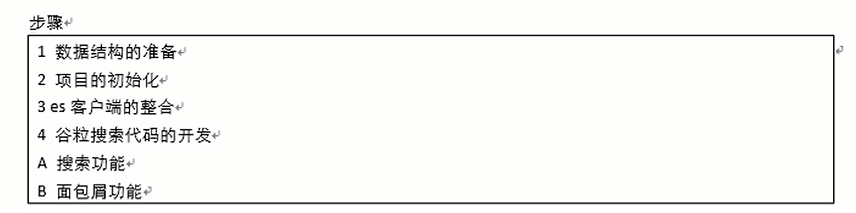 步骤
1 数据结构的准备
2 项目的初始化
3 es 客户端的整合
4 谷粒搜索代码的开发
A 搜索功能
B 面包屑功能